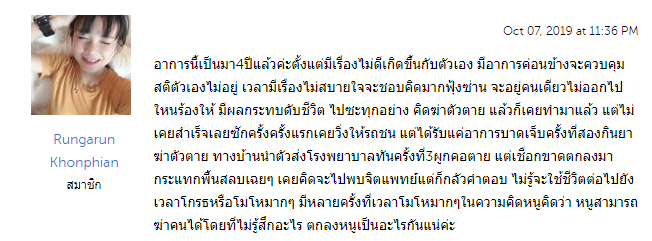 Oct 07, 2019 at 11:36 PM
อาการนี้เป็นมา4ปีแล้วค่ะตั้งแต่มีเรื่องไม่ดีเกิดขึ้นกับตัวเอง มีอาการค่อนข้างจะควบคุม
สติตัวเองไม่อยู่ เวลามีเรื่องไม่สบายใจจะชอบคิดมากฟุ้งซ่าน จะอยู่คนเดียวไม่ออกไป
ไหนร้องไห้ มีผลกระทบดับชีวิต ไปซะทุกอย่าง คิดฆ่าตัวตาย แล้วก็เคยทำมาแล้ว แต่ไม่
เคยสำเร็จเลยซักครั้งครั้งแรกเคยวิ่งให้รถชน แต่ได้รับแค่อาการบาดเจ็บครั้งที่สองกินยา
ฆ่าตัวตาย ทางบ้านนำตัวส่งโรงพยาบาลทันครั้งที่3ผูกคอตาย แต่เชือกขาดตกลงมา
กระแทกพื้นสลบเฉยๆ เคยคิดจะไปพบจิตแพทย์แต่ก็กลัวคำตอบ ไม่รู้จะใช้ชีวิตต่อไปยัง
เวลาโกรธหรือโมโหมากๆ มีหลายครั้งที่เวลาโมโหมากๆในความคิดหนูคิดว่า หนูสามารถ
ฆ่าคนได้โดยที่ไม่รู้สึกอะไร ตกลงหนูเป็นอะไรกันแน่ค่ะ
Rungarun
Khonphian
สมาชิก